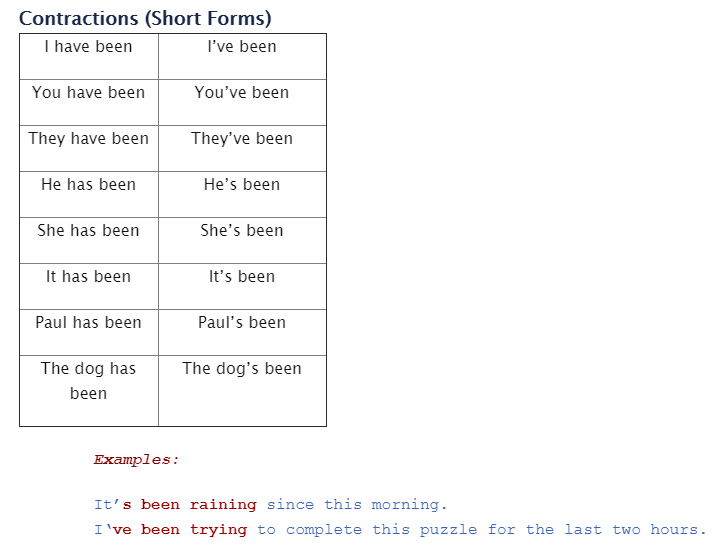 Contractions (Short Forms)
I have been I’ve been
You have been You’ve been
They have been They’ve been
He has been He’s been
She has been She’s been
It has been It’s been
Paul has been Paul’s been
The dog has The dog’s been
been
Examples:
It’s been raining since this morning.
I‘ve been trying to complete this puzzle for the last two hours.